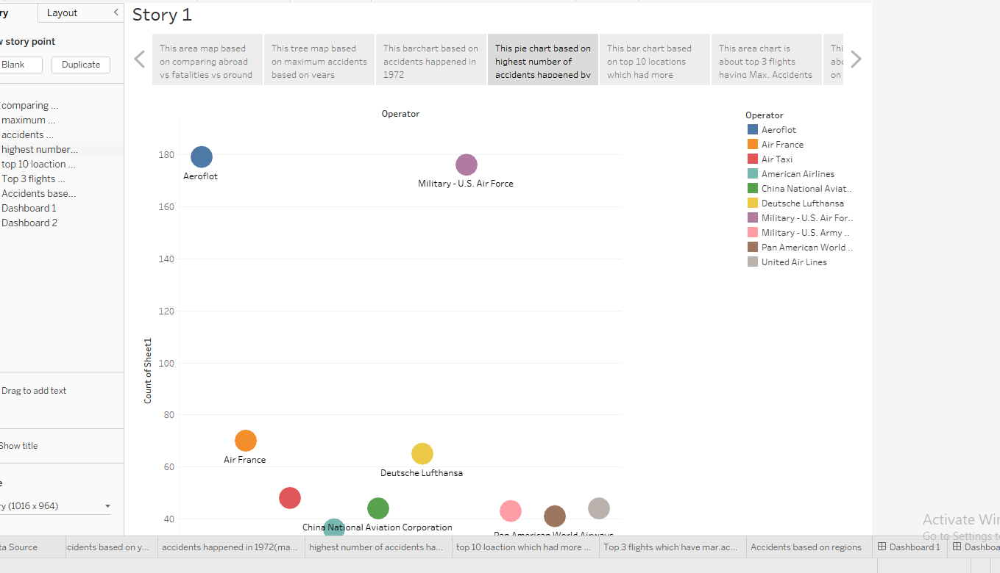 ry
Layout
Story 1
v story point
Blank
Duplicate
This area map based
on comparing abroad
vs fatalities vs ground
This tree map based
on maximum accidents
based on years
This barchart based on
accidents happened in
1972
This pie chart based on
highest number of
accidents happened by
This bar chart based
on top 10 locations
which had more
This area chart is
about top 3 flights
having Max. Accidents
Thi
abc
on
comparing ...
maximum ...
accidents ...
highest number...
top 10 loaction ...
Top 3 flights ...
Accidents base...
Dashboard 1
Dashboard 2
Drag to add text
Show title
e
ry (1016 x 964)
Operator
180
160
140
120
100
80
60
40
Count of Sheet1
Aeroflot
Military - U.S. Air Force
Air France
Deutsche Lufthansa
China National Aviation Corporation
Pan American World Airways
Operator
Aeroflot
Air France
Air Taxi
American Airlines
China National Aviat..
Deutsche Lufthansa
Military - U.S. Air For..
Military - U.S. Army ..
Pan American World ..
United Air Lines
Activate Win
Go to Settings t
ta Source
cidents based on y...
accidents happened in 1972(ma...
highest number of accidents ha...
top 10 loaction which had more ...
Top 3 flights which have mar.ac...
Accidents based on regions
Dashboard 1
Dashboa